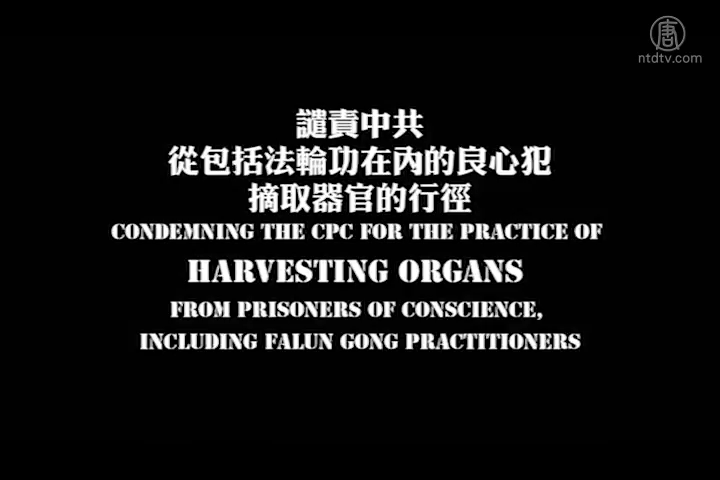 唐
ntdtv.com
譴責中共
從包括法輪功在內的良心犯
摘取器官的行徑
CONDEMNING THE CPC FOR THE PRACTICE OF
HARVESTING ORGANS
FROM PRISONERS OF CONSCIENCE,
INCLUDING FALUN GONG PRACTITIONERS